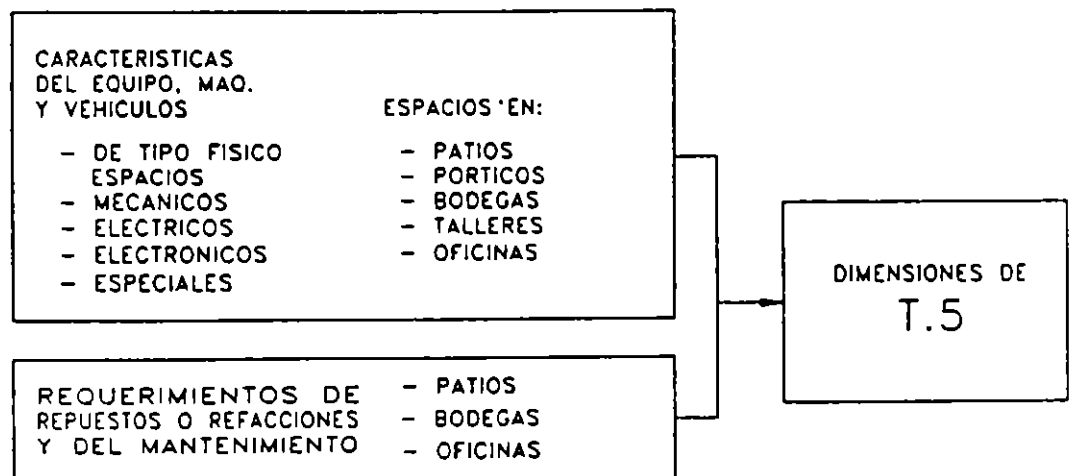 CARACTERISTICAS
DEL EQUIPO, MAQ.
Y VEHICULOS
- DE TIPO FISICO
ESPACIOS
- MECANICOS
- ELECTRICOS
- ELECTRONICOS
- ESPECIALES
ESPACIOS EN:
- PATIOS
- PORTICOS
- BODEGAS
- TALLERES
- OFICINAS
REQUERIMIENTOS DE
REPUESTOS O REFACCIONES
Y DEL MANTENIMIENTO
- PATIOS
- BODEGAS
- OFICINAS
DIMENSIONES DE
T.5